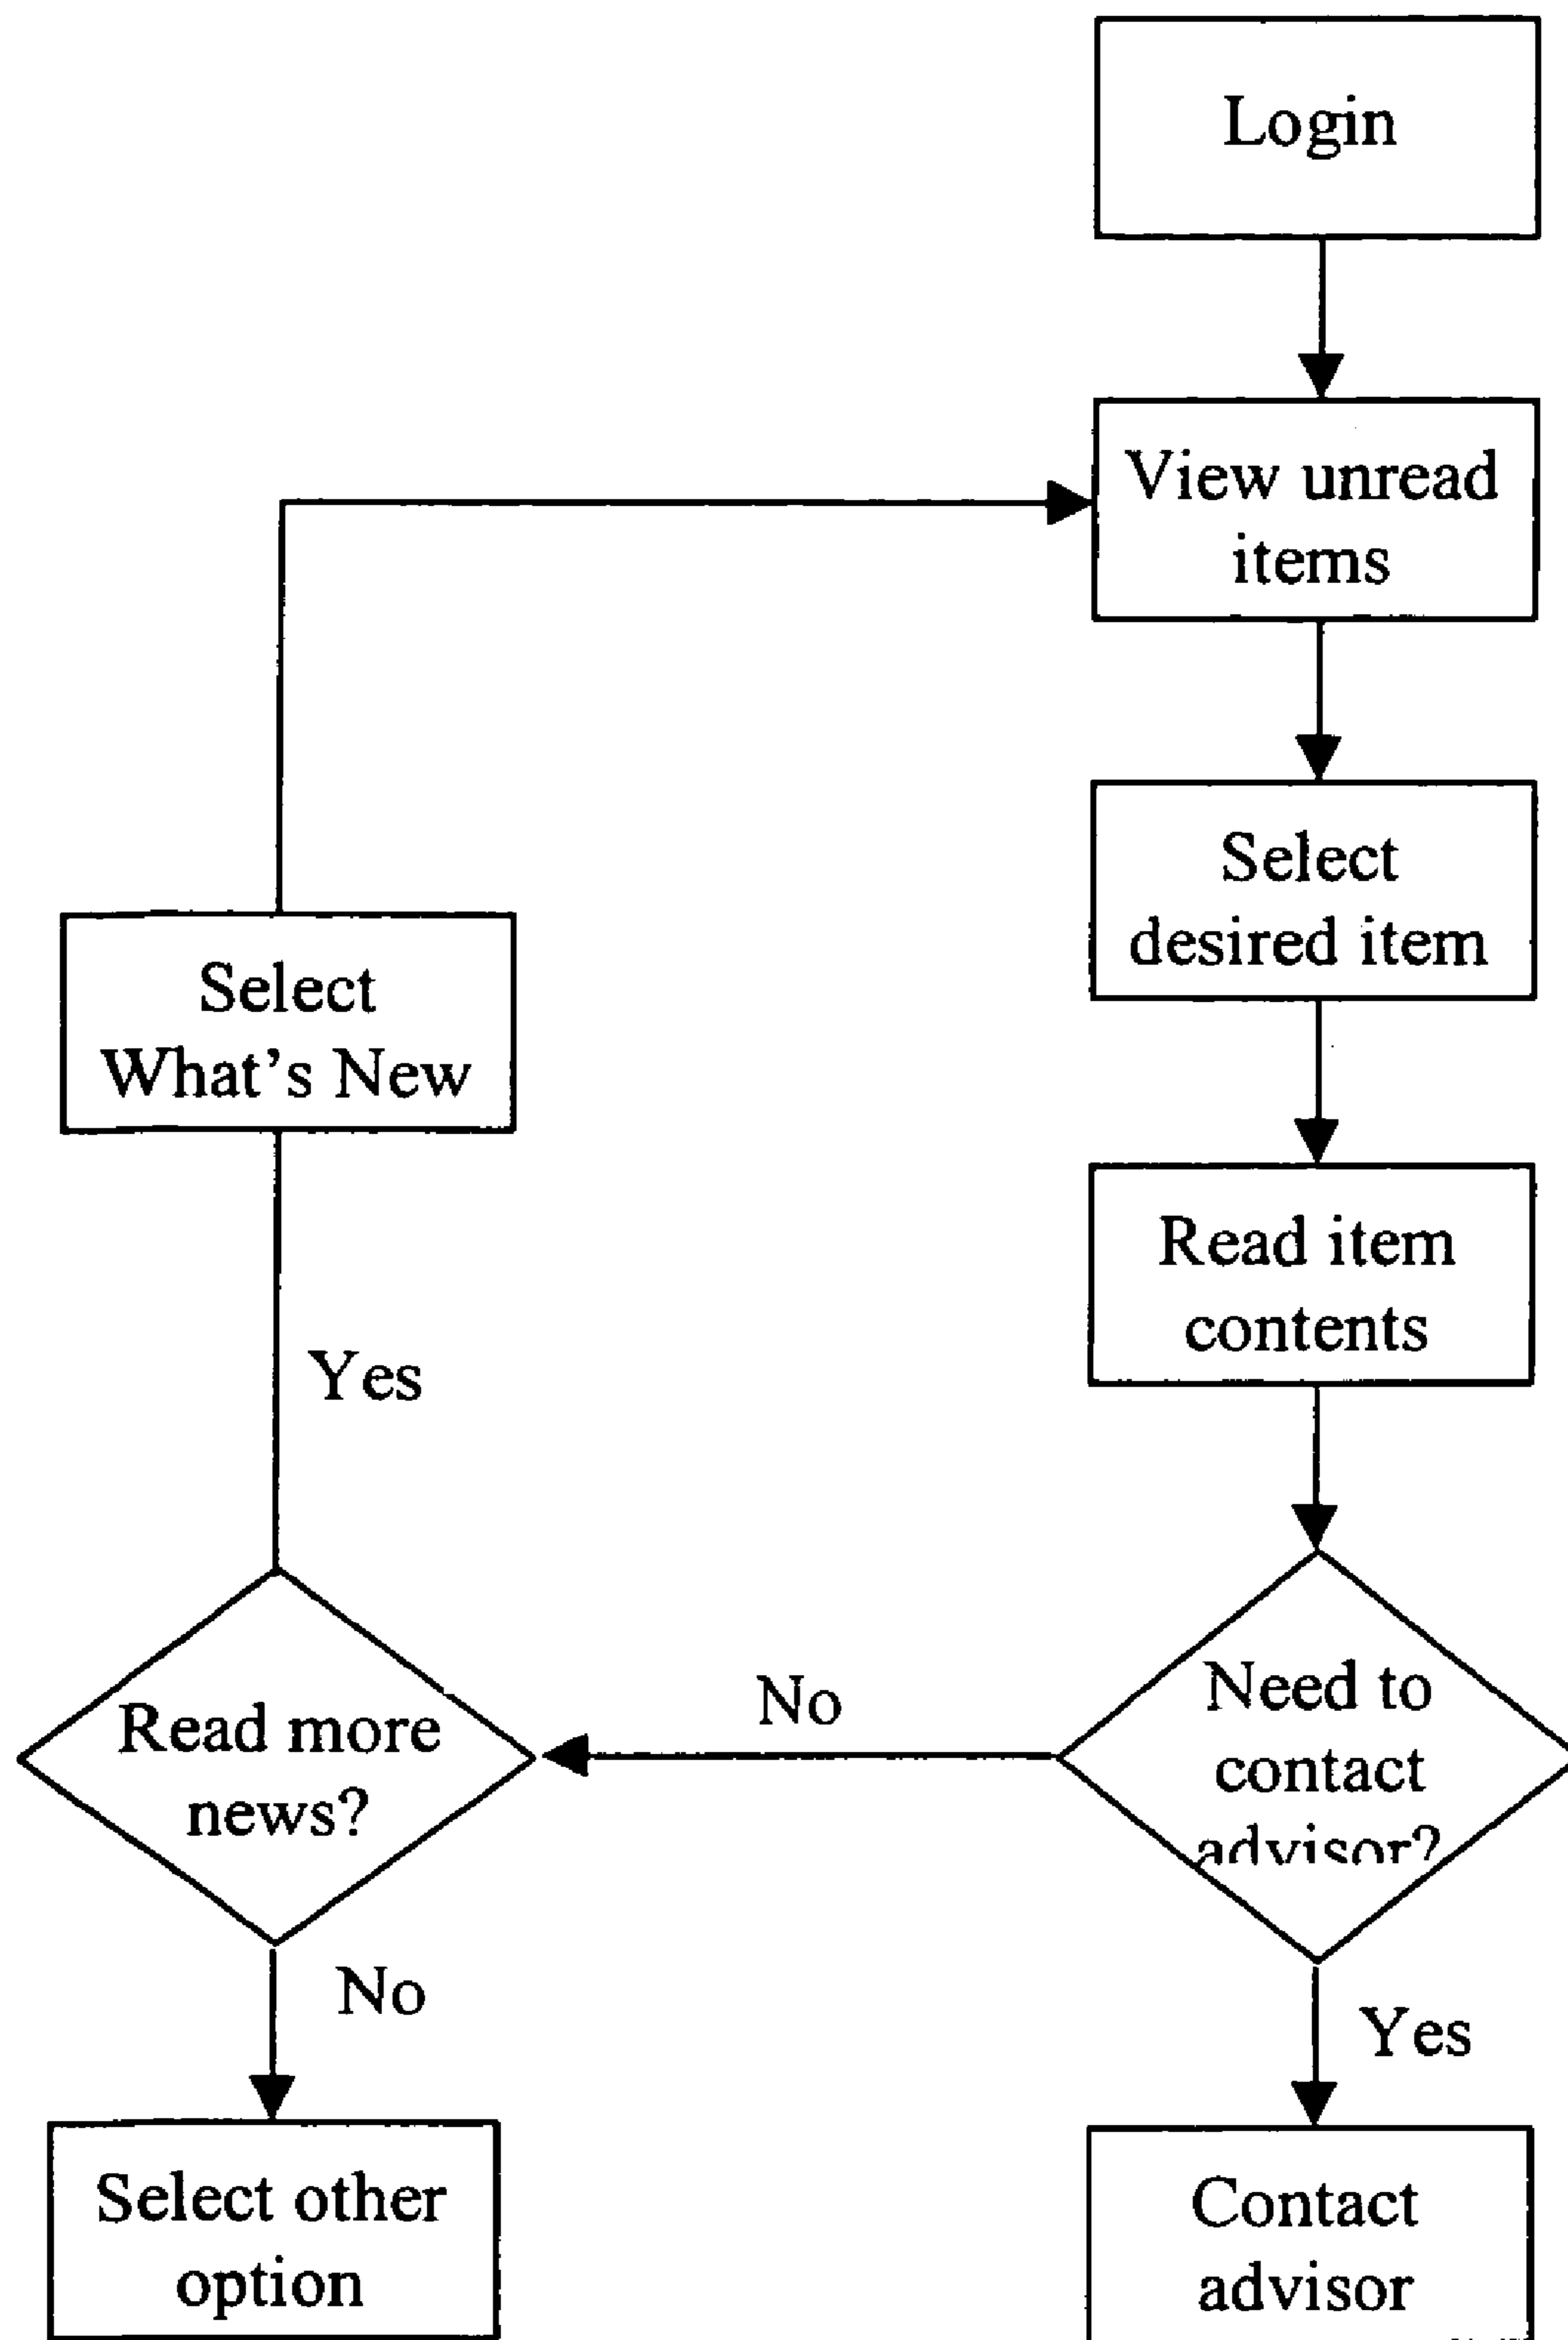 Login
View unread
items
Select
desired item
Select
What's New
Read item
contents
Yes
Need to
contact
advisor?
No
Read more
news?
No
Yes
Select other
option
Contact
advisor